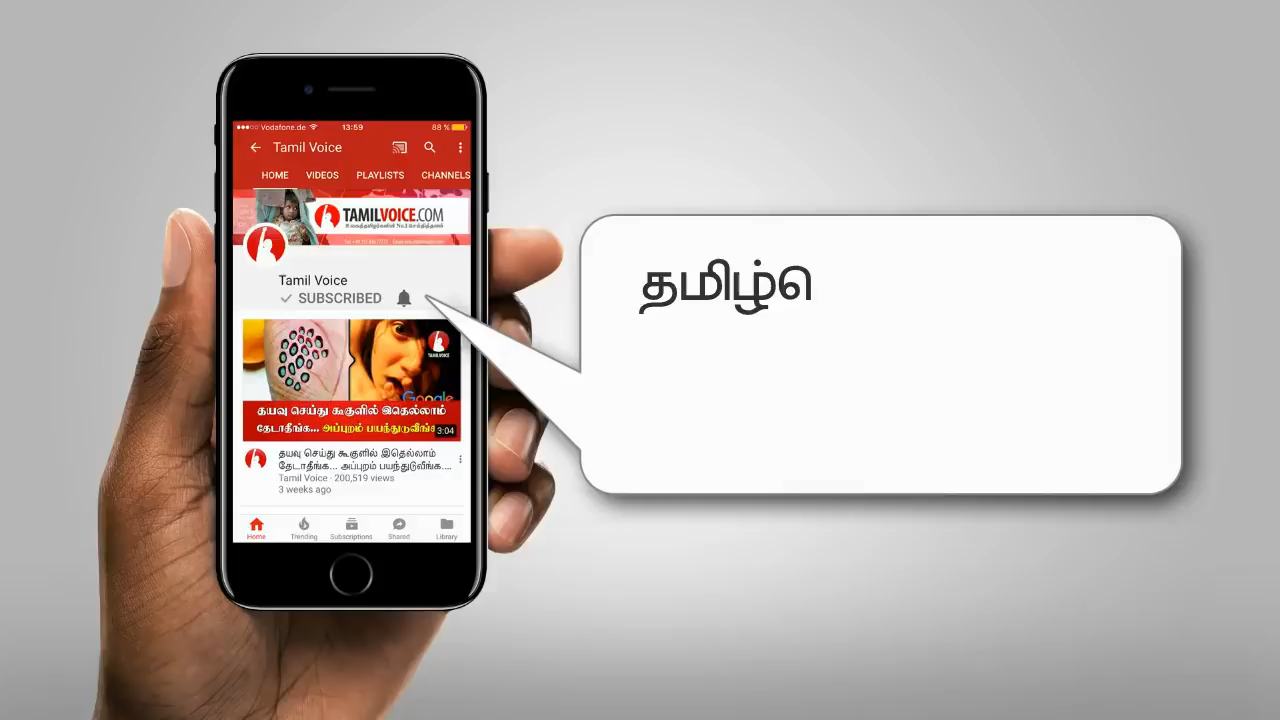 Vodafone.de 13:59 88 %
Tamil Voice
HOME VIDEOS PLAYLISTS CHANNELS
TAMILVOICE.COM
Tamil Voice
SUBSCRIBED
TAMILVOICE
Google
தயவு செய்து கூகுளில் இதெல்லாம்
தேடாதீங்க... அப்புறம் பயந்துடுவீங்க
3:04
தயவு செய்து கூகுளில் இதெல்லாம்
தேடாதீங்க... அப்புறம் பயந்துடுவீங்க....
Tamil Voice · 200,519 views
3 weeks ago
Home Trending Subscriptions Shared Library
தமிழ்ெ